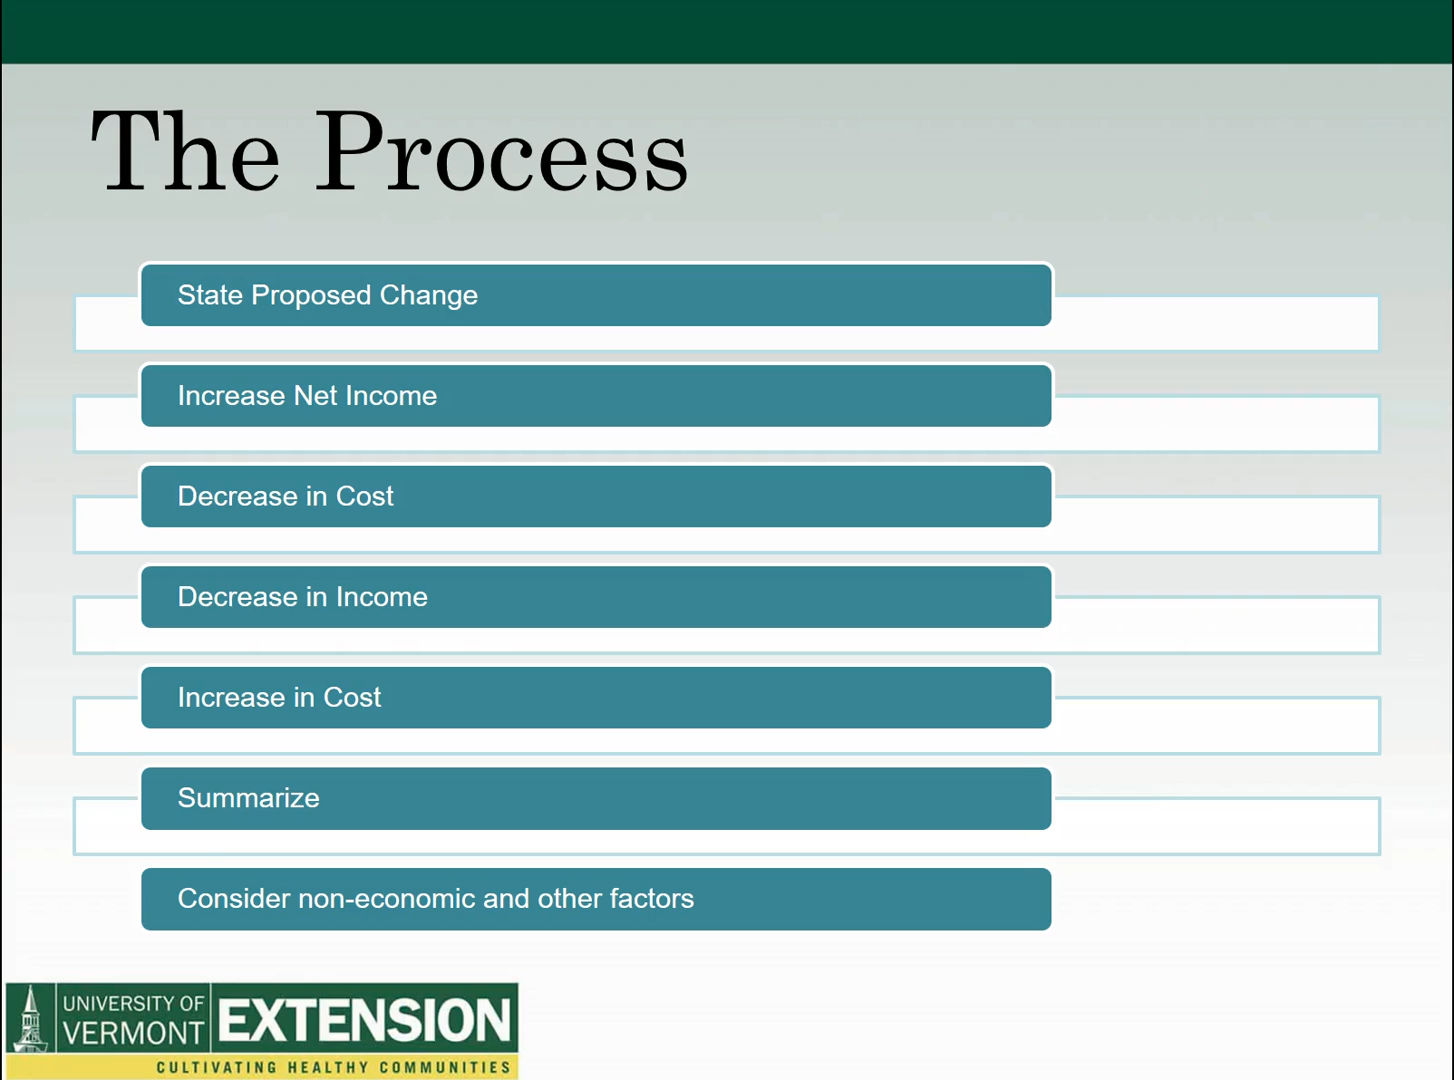 The Process
State Proposed Change
Increase Net Income
Decrease in Cost
Decrease in Income
Increase in Cost
Summarize
Consider non-economic and other factors
UNIVERSITY OF
VERMONT
EXTENSION
CULTIVATING HEALTHY COMMUNITIES